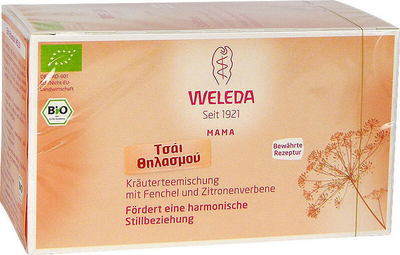 WELEDA
Seit 1921
MAMA
Τσάι
Θηλασμού
Bewährte
Rezeptur
Kräuterteemischung
mit Fenchel und Zitronenverbene
Fördert eine harmonische
Stillbeziehung
Landwirtschaft
BiO